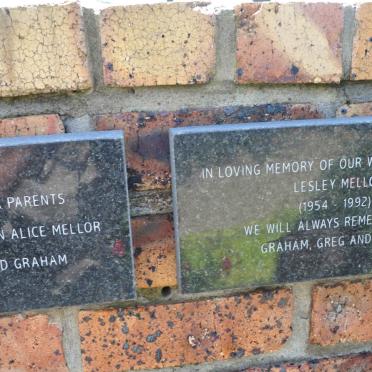 PARENTS
N ALICE MELLOR
D GRAHAM
IN LOVING MEMORY OF OUR
LESLEY MELLO
(1954 - 1992)
WE WILL ALWAYS REME
GRAHAM, GREG AND